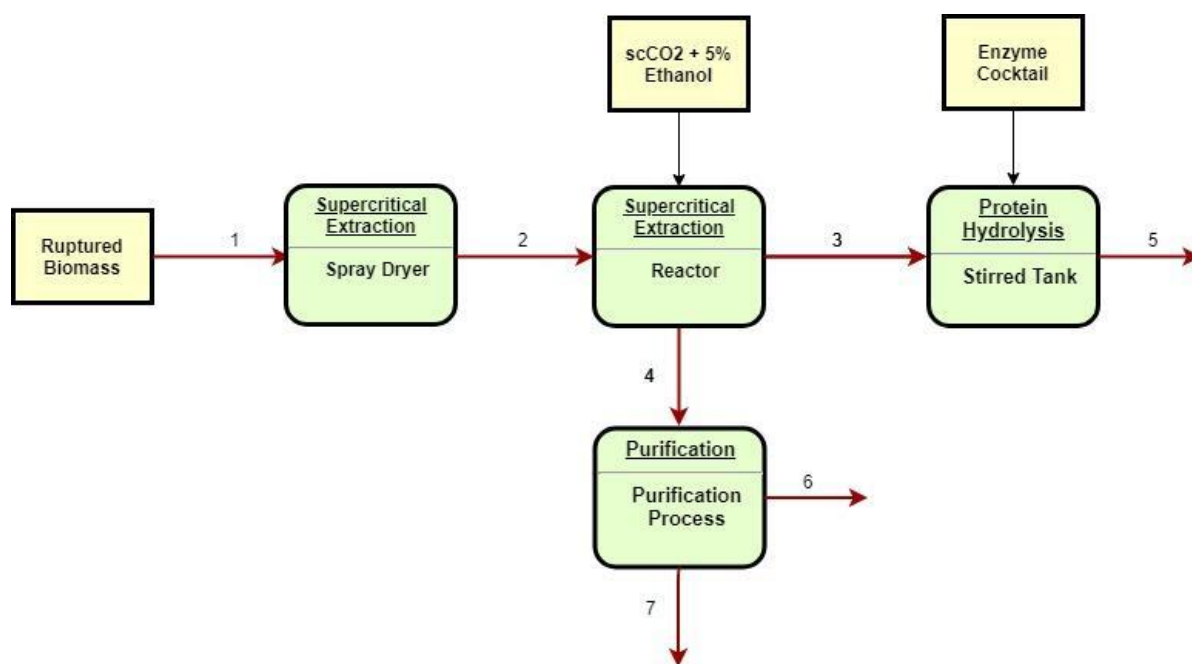 scCO2 + 5%
Ethanol
Enzyme
Cocktail
Ruptured
Biomass
1
Supercritical
Extraction
Spray Dryer
2
Supercritical
Extraction
Reactor
3
Protein
Hydrolysis
Stirred Tank
5
4
Purification
Purification
Process
6
7